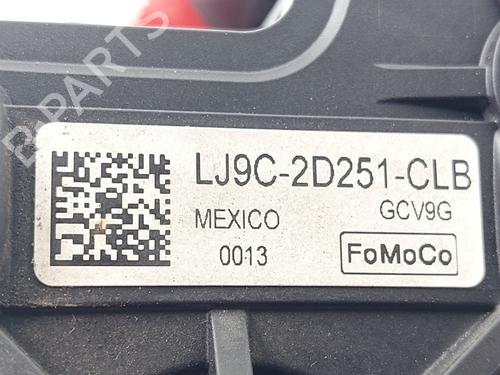 B-PARTS
LJ9C-2D251-CLB
MEXICO GCV9G
0013 FoMoCo